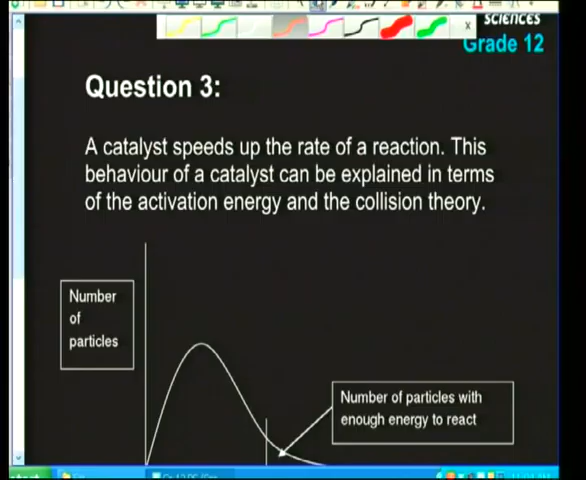 SCIENCES
Grade 12
Question 3:
A catalyst speeds up the rate of a reaction. This
behaviour of a catalyst can be explained in terms
of the activation energy and the collision theory.
Number
of
particles
Number of particles with
enough energy to react